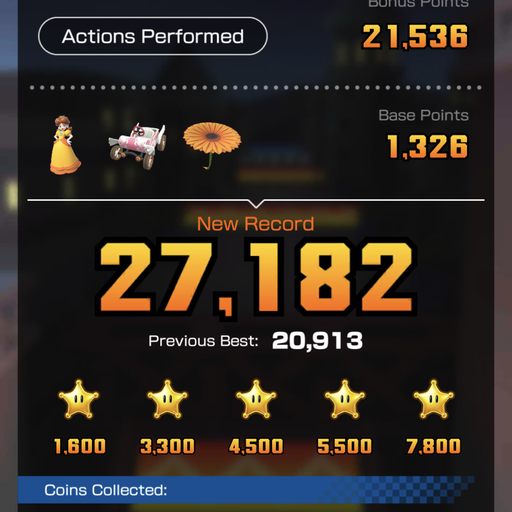 Bonus Points
Actions Performed
21,536
Base Points
1,326
New Record
27,182
Previous Best: 20,913
1,600 3,300 4,500 5,500 7,800
Coins Collected: